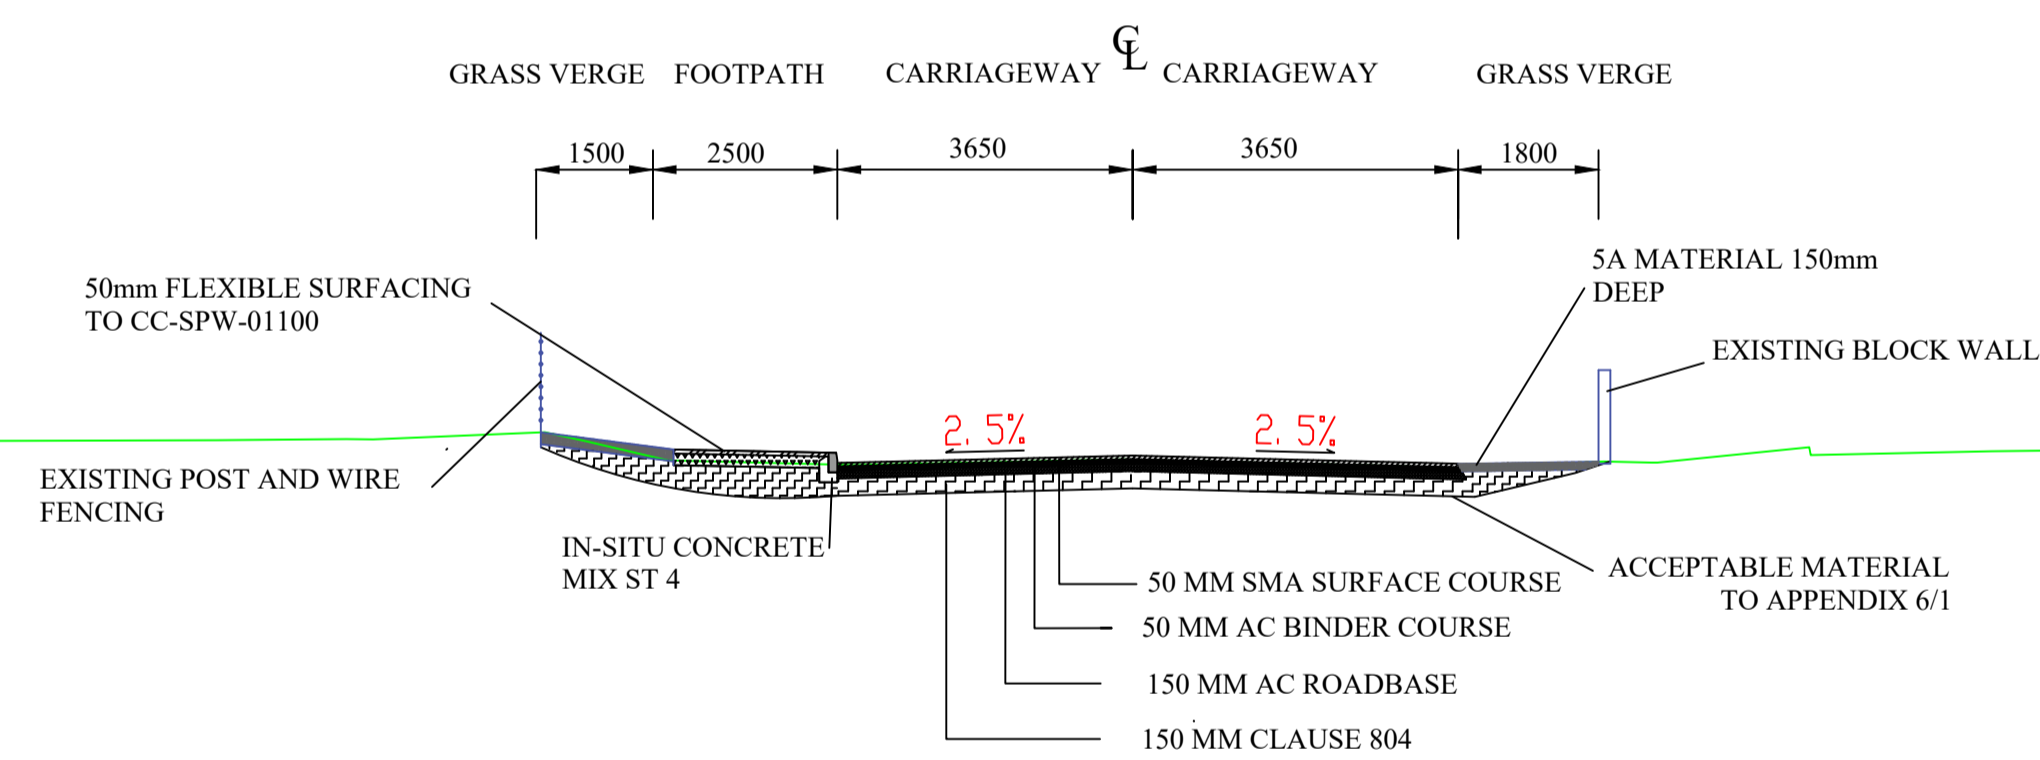 ℄
GRASS VERGE FOOTPATH CARRIAGEWAY CARRIAGEWAY GRASS VERGE
1500 2500 3650 3650 1800
5A MATERIAL 150mm
DEEP
50mm FLEXIBLE SURFACING
TO CC-SPW-01100
EXISTING BLOCK WALL
2.5% 2.5%
EXISTING POST AND WIRE
FENCING
IN-SITU CONCRETE
MIX ST 4
50 MM SMA SURFACE COURSE
ACCEPTABLE MATERIAL
TO APPENDIX 6/1
50 MM AC BINDER COURSE
150 MM AC ROADBASE
150 MM CLAUSE 804